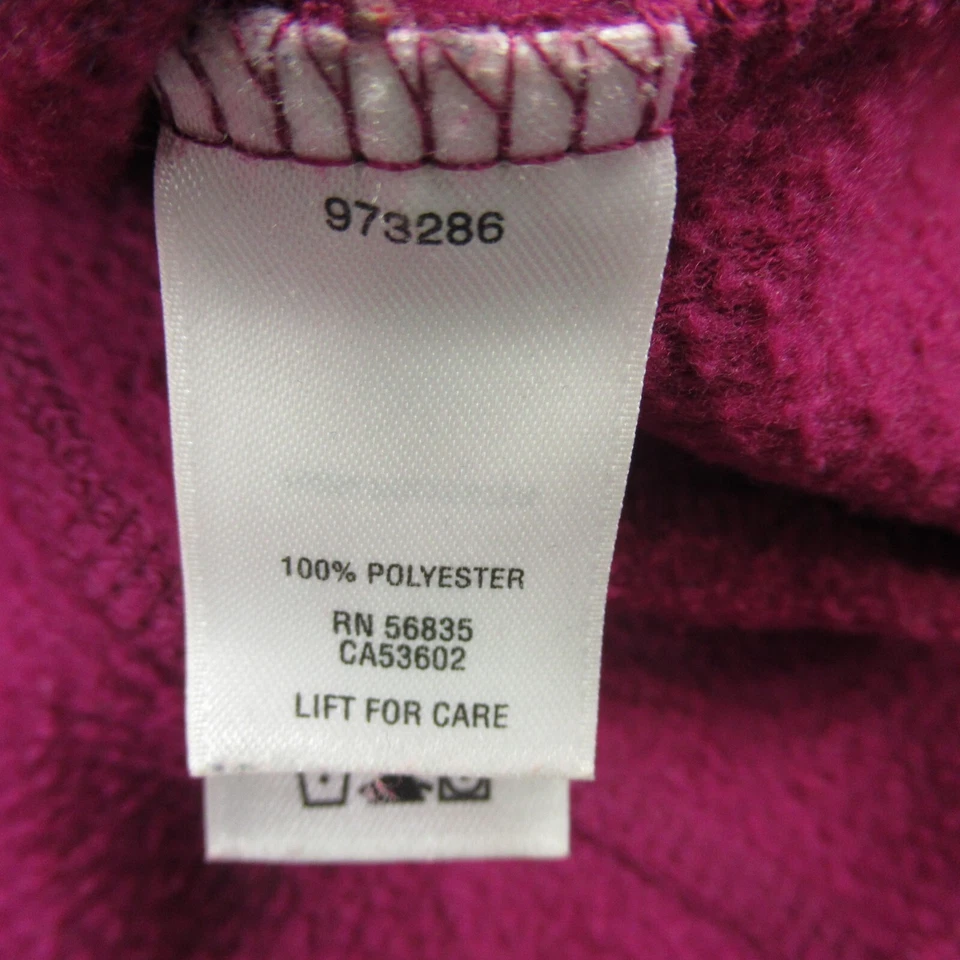 973286
100% POLYESTER
RN 56835
CA53602
LIFT FOR CARE